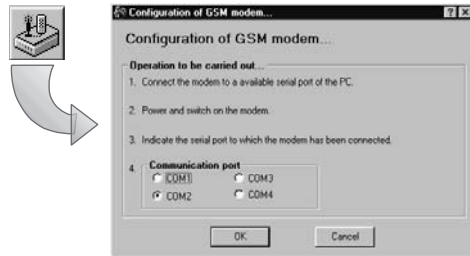 Configuration of GSM modem...
Configuration of GSM modem...
Operation to be carried out...
1. Connect the modem to a available serial port of the PC.
2. Power and switch on the modem.
3. Indicate the serial port to which the modem has been connected.
4. Communication port
COM1 COM3
COM2 COM4
OK Cancel